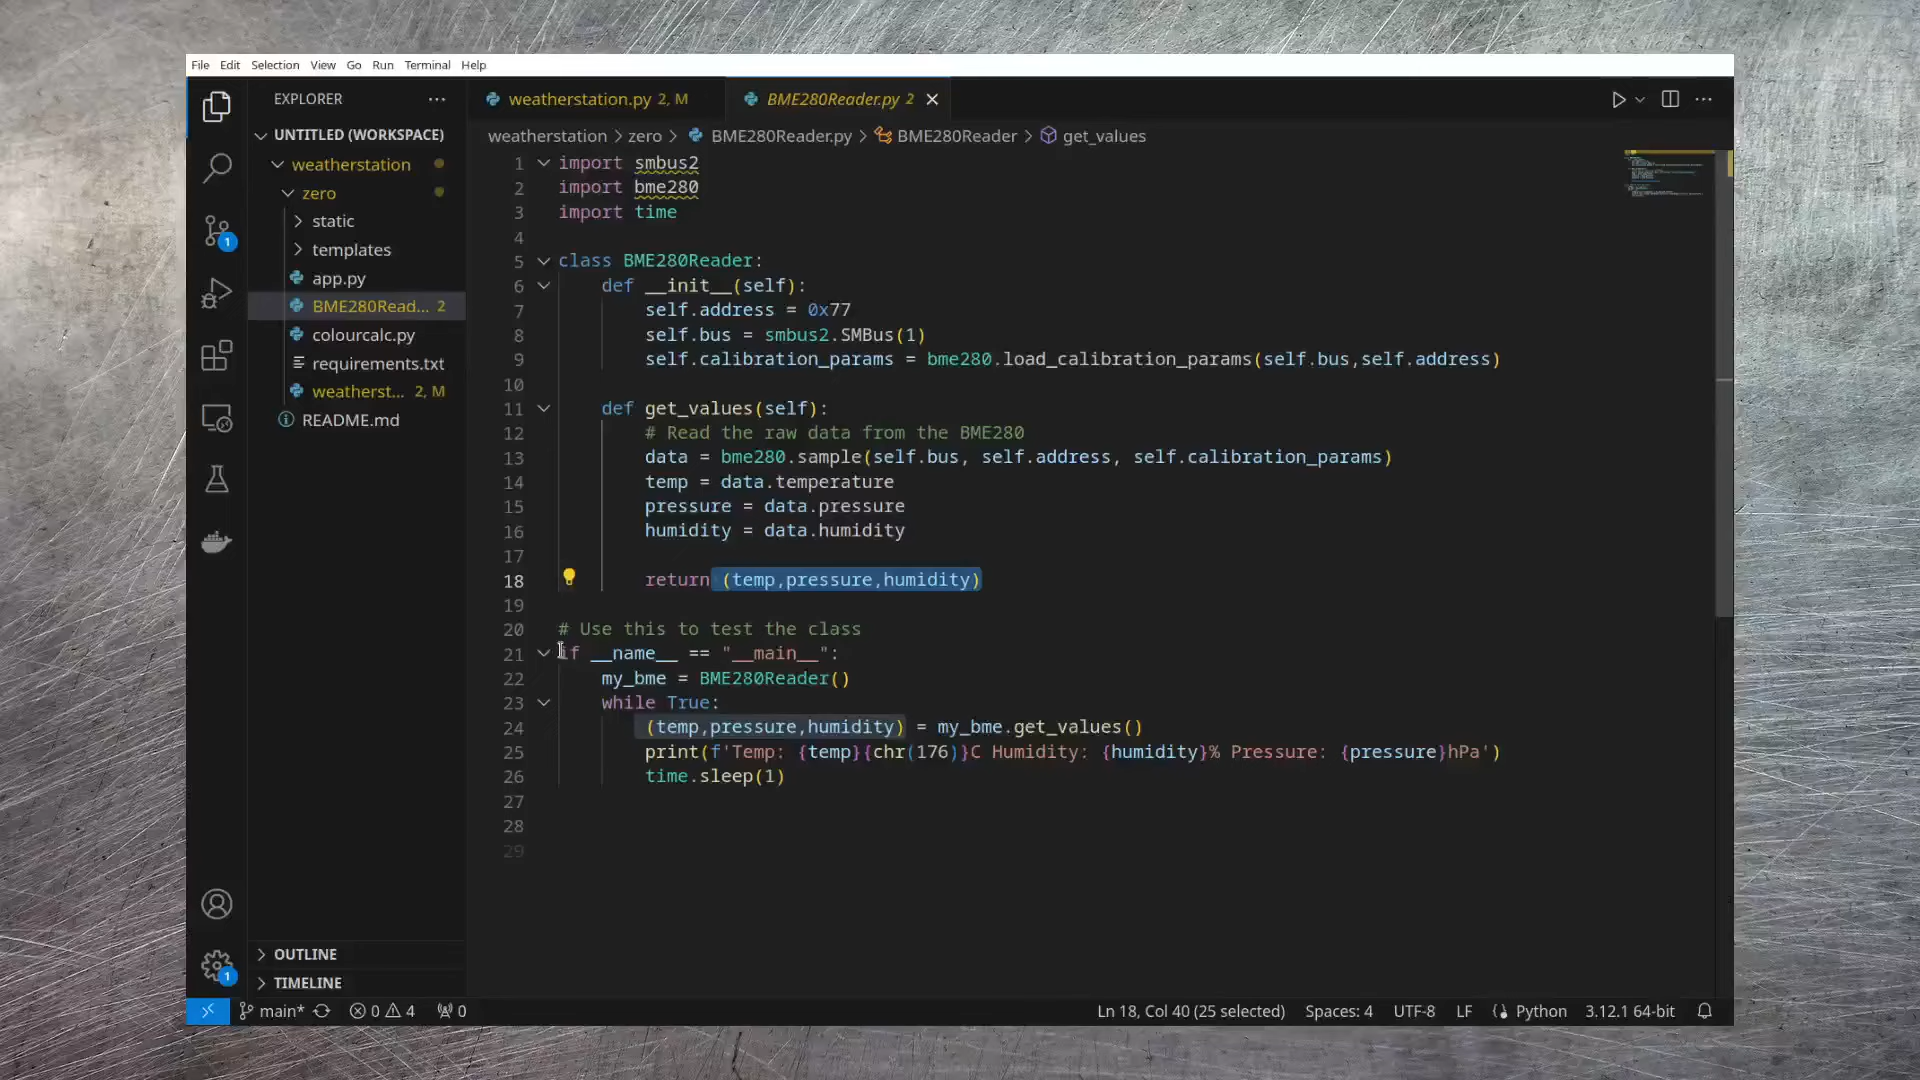 File Edit Selection View Go Run Terminal Help
EXPLORER ···
weatherstation.py 2, M
BME280Reader.py 2
UNTITLED (WORKSPACE)
weatherstation
zero
static
templates
app.py
BME280Read... 2
colourcalc.py
requirements.txt
weatherst... 2, M
README.md
weatherstation > zero > BME280Reader.py > BME280Reader > get_values
1 import smbus2
2 import bme280
3 import time
4
5 class BME280Reader:
6 def __init__(self):
7 self.address = 0x77
8 self.bus = smbus2.SMBus(1)
9 self.calibration_params = bme280.load_calibration_params(self.bus,self.address)
10
11 def get_values(self):
12 # Read the raw data from the BME280
13 data = bme280.sample(self.bus, self.address, self.calibration_params)
14 temp = data.temperature
15 pressure = data.pressure
16 humidity = data.humidity
17
18 return (temp,pressure,humidity)
19
20 # Use this to test the class
21 if __name__ == "__main__":
22 my_bme = BME280Reader()
23 while True:
24 (temp,pressure,humidity) = my_bme.get_values()
25 print(f'Temp: {temp}{chr(176)}C Humidity: {humidity}% Pressure: {pressure}hPa')
26 time.sleep(1)
27
28
29
1
1
OUTLINE
TIMELINE
main* 0 4 0 Ln 18, Col 40 (25 selected) Spaces: 4 UTF-8 LF Python 3.12.1 64-bit